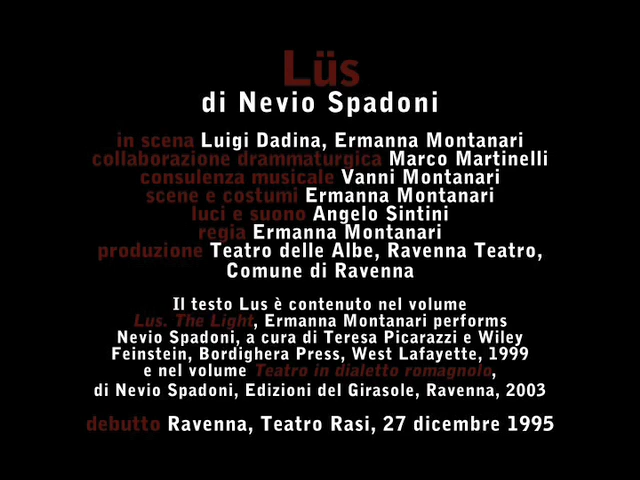 Lüs
di Nevio Spadoni
in scena Luigi Dadina, Ermanna Montanari
collaborazione drammaturgica Marco Martinelli
consulenza musicale Vanni Montanari
scene e costumi Ermanna Montanari
luci e suono Angelo Sintini
regia Ermanna Montanari
produzione Teatro delle Albe, Ravenna Teatro,
Comune di Ravenna
Il testo Lus è contenuto nel volume
Lus. The Light, Ermanna Montanari performs
Nevio Spadoni, a cura di Teresa Picarazzi e Wiley
Feinstein, Bordighera Press, West Lafayette, 1999
e nel volume Teatro in dialetto romagnolo,
di Nevio Spadoni, Edizioni del Girasole, Ravenna, 2003
debutto Ravenna, Teatro Rasi, 27 dicembre 1995